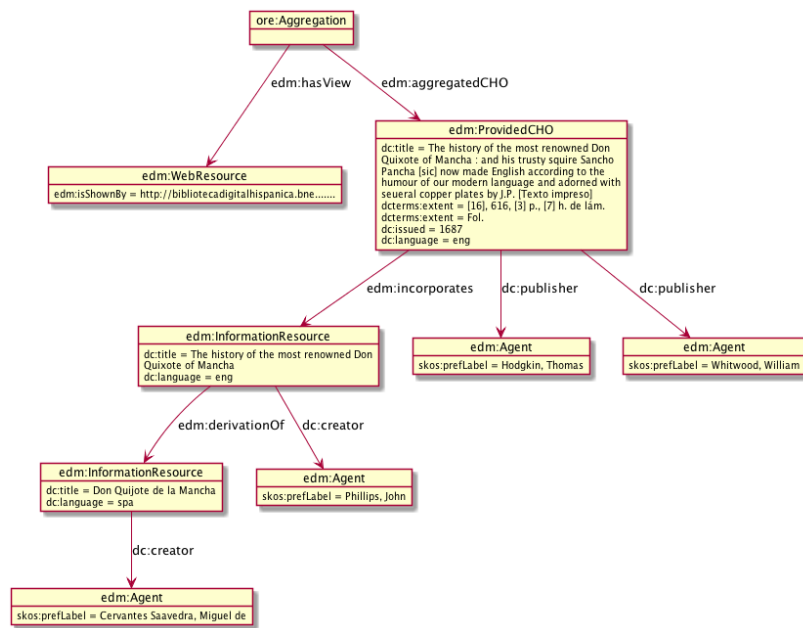 ore:Aggregation
edm:hasView
edm:aggregatedCHO
edm:ProvidedCHO
dc:title = The history of the most renowned Don
Quixote of Mancha : and his trusty squire Sancho
Pancha [sic] now made English according to the
humour of our modern language and adorned with
seueral copper plates by J.P. [Texto impreso]
dcterms:extent = [16], 616, [3] p., [7] h. de lám.
dcterms:extent = Fol.
dc:issued = 1687
dc:language = eng
edm:WebResource
edm:isShownBy = http://bibliotecadigitalhispanica.bne.......
edm:incorporates
dc:publisher
dc:publisher
edm:InformationResource
dc:title = The history of the most renowned Don
Quixote of Mancha
dc:language = eng
edm:Agent
skos:prefLabel = Hodgkin, Thomas
edm:Agent
skos:prefLabel = Whitwood, William
edm:derivationOf
dc:creator
edm:InformationResource
dc:title = Don Quijote de la Mancha
dc:language = spa
edm:Agent
skos:prefLabel = Phillips, John
dc:creator
edm:Agent
skos:prefLabel = Cervantes Saavedra, Miguel de